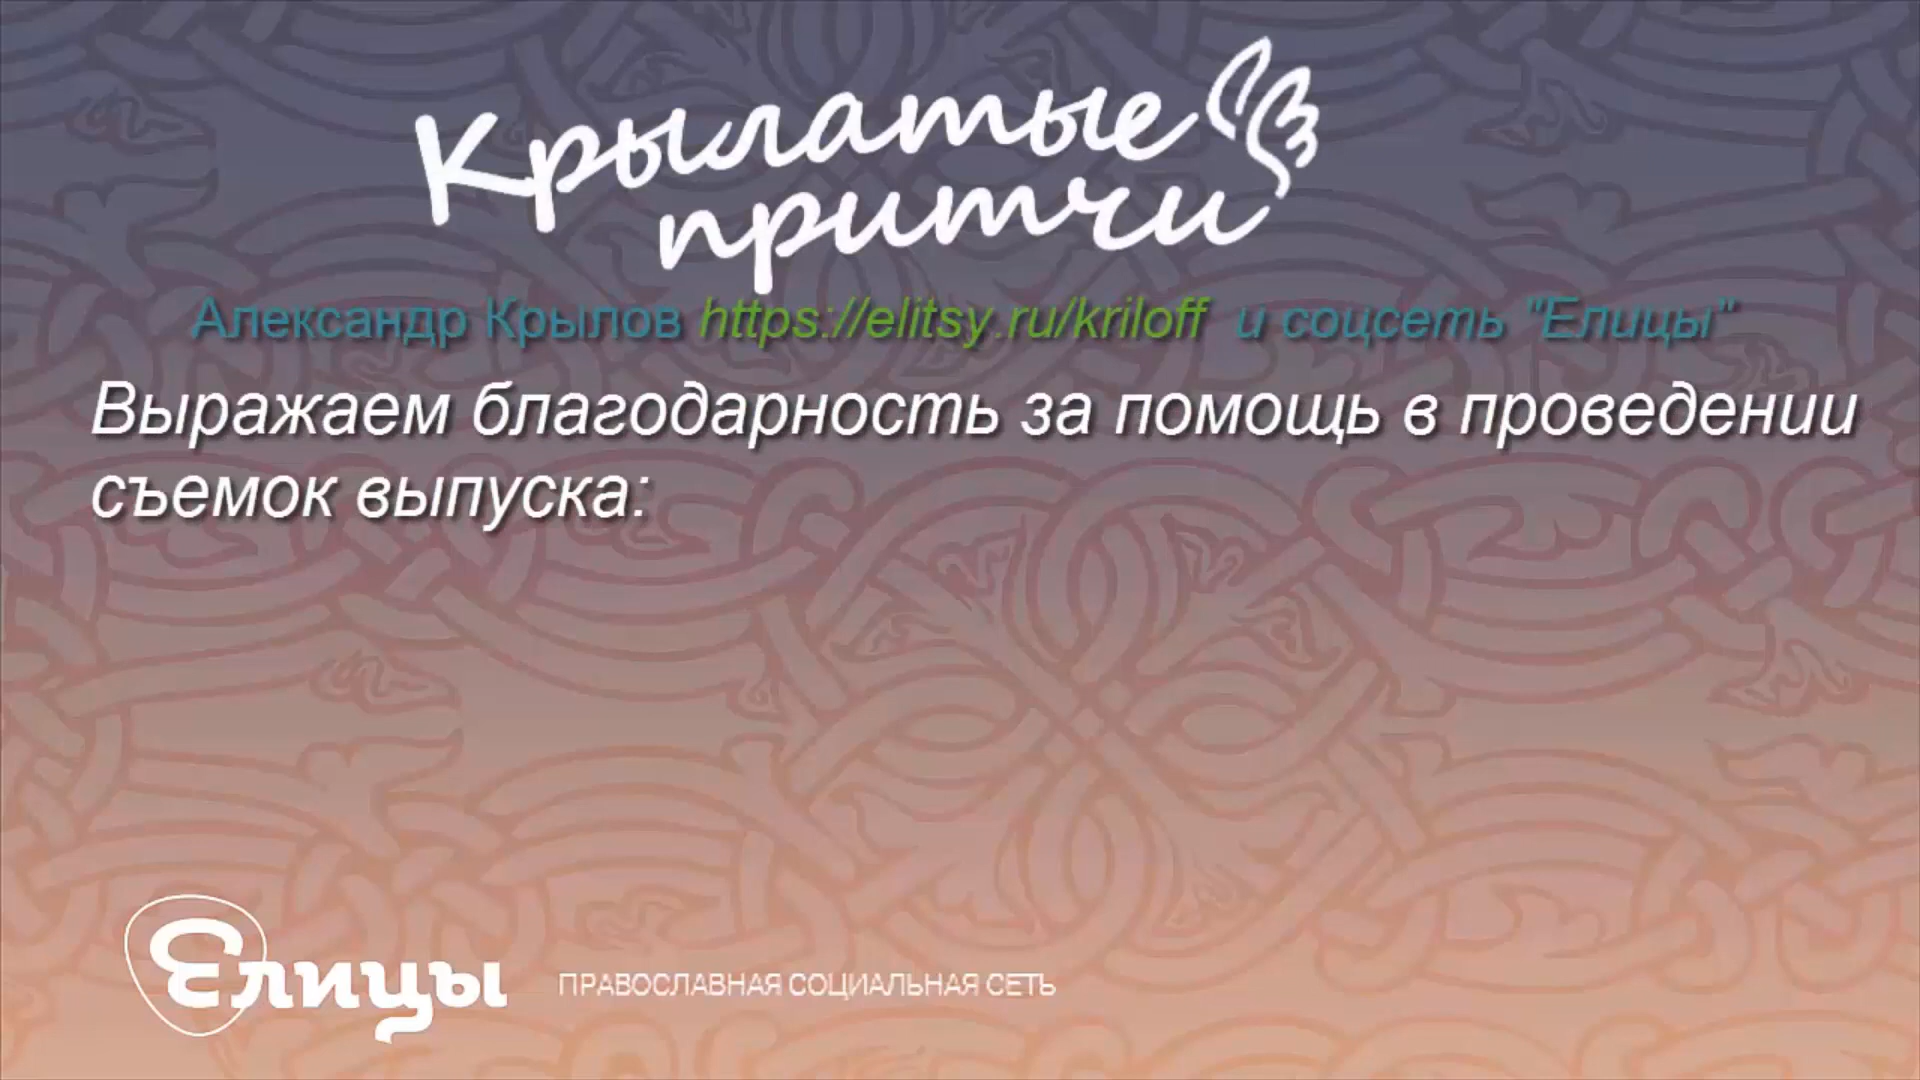 Крылатые
притчи
Александр Крылов https://elitsy.ru/kriloff и соцсеть "Елицы"
Выражаем благодарность за помощь в проведении
съемок выпуска:
Елицы ПРАВОСЛАВНАЯ СОЦИАЛЬНАЯ СЕТЬ